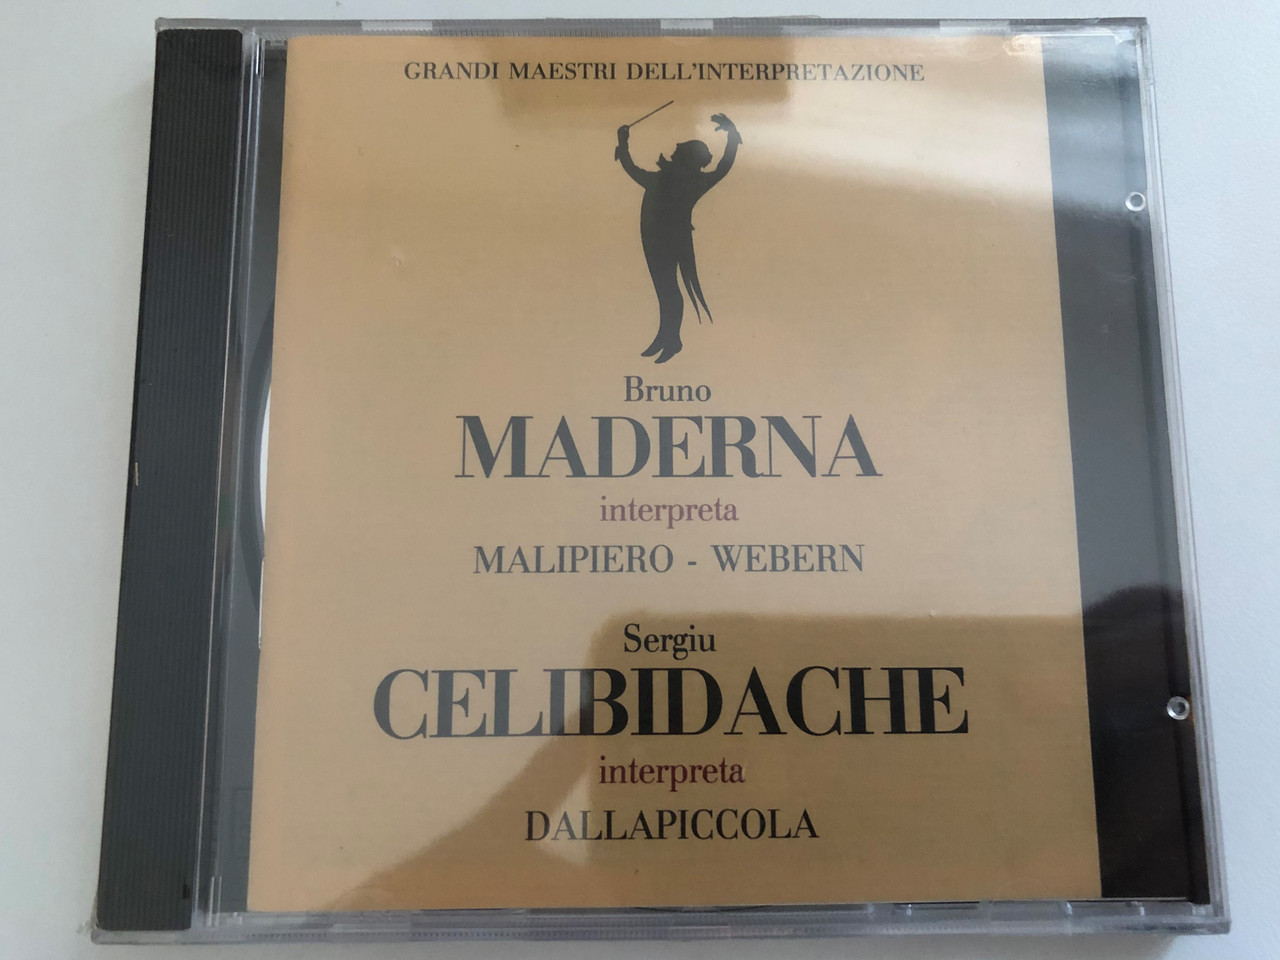 GRANDI MAESTRI DELL'INTERPRETAZIONE
Bruno
MADERNA
interpreta
MALIPIERO - WEBERN
Sergiu
CELIBIDACHE
interpreta
DALLAPICCOLA